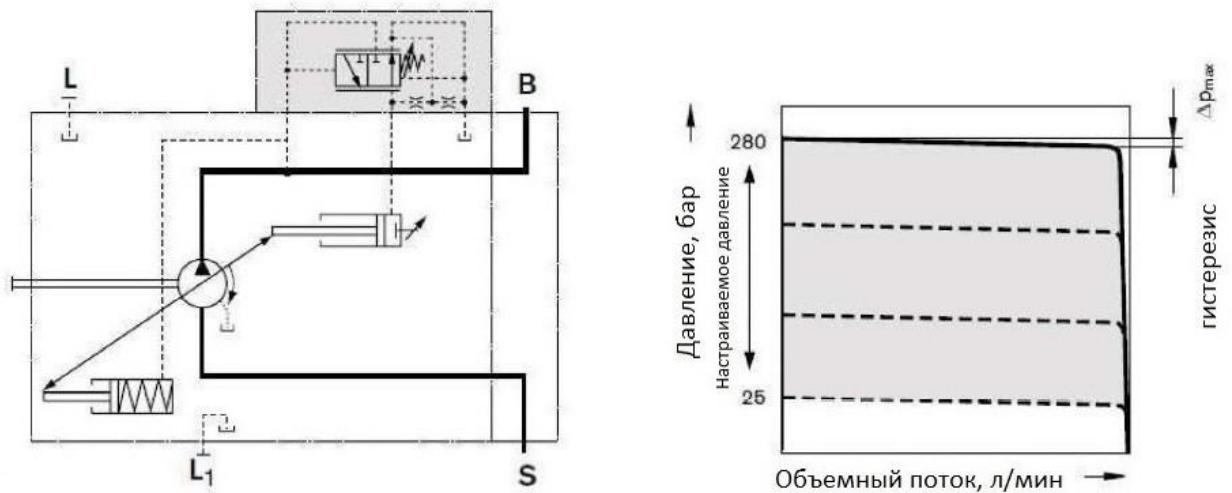 L
B
L₁
S
Давление, бар
Настраиваемое давление
280
25
Δpmax
гистерезис
Объемный поток, л/мин